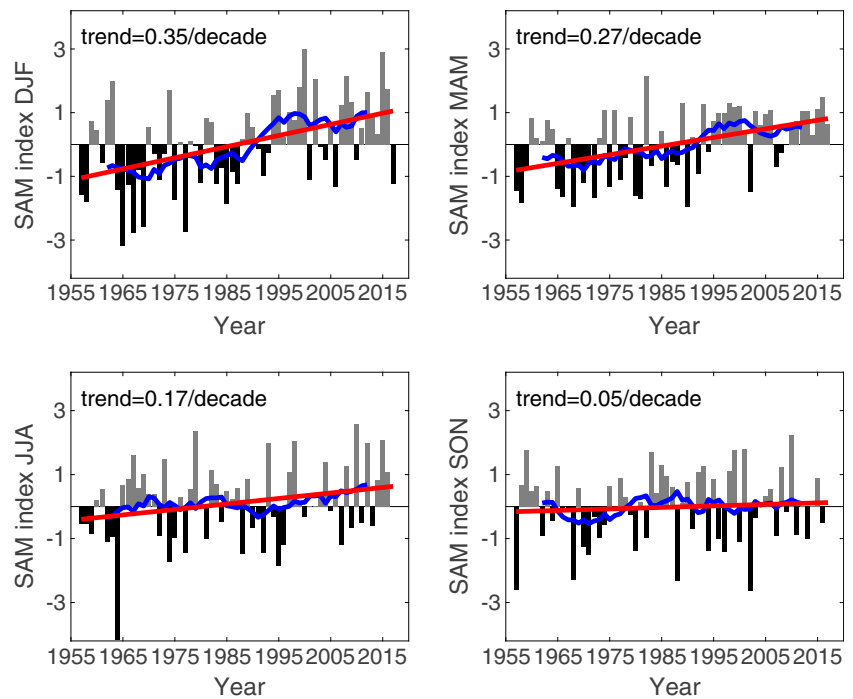 trend=0.35/decade
3
1
-1
-3
SAM index DJF
1955 1965 1975 1985 1995 2005 2015
Year
trend=0.27/decade
3
1
-1
-3
SAM index MAM
1955 1965 1975 1985 1995 2005 2015
Year
trend=0.17/decade
3
1
-1
-3
SAM index JJA
1955 1965 1975 1985 1995 2005 2015
Year
trend=0.05/decade
3
1
-1
-3
SAM index SON
1955 1965 1975 1985 1995 2005 2015
Year